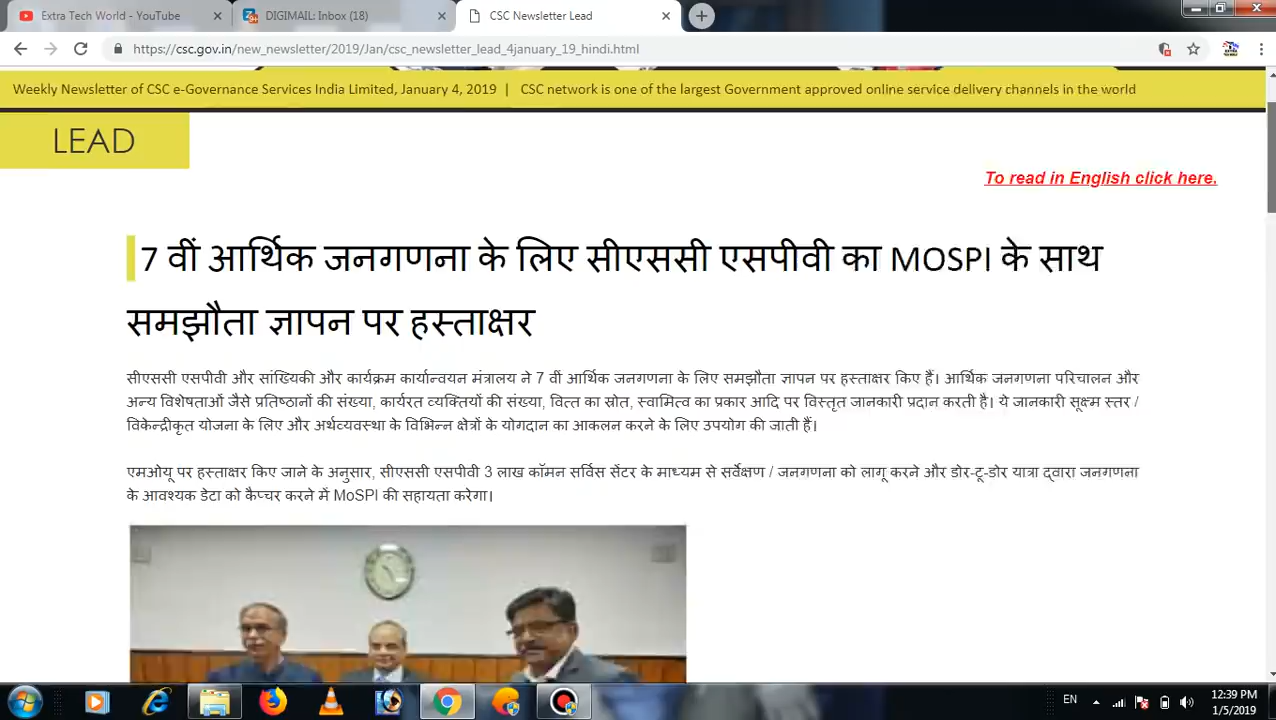 Extra Tech World - YouTube
DIGIMAIL: Inbox (18)
CSC Newsletter Lead
https://csc.gov.in/new_newsletter/2019/Jan/csc_newsletter_lead_4january_19_hindi.html
Weekly Newsletter of CSC e-Governance Services India Limited, January 4, 2019 | CSC network is one of the largest Government approved online service delivery channels in the world
LEAD
To read in English click here.
7 वीं आर्थिक जनगणना के लिए सीएससी एसपीवी का MOSPI के साथ
समझौता ज्ञापन पर हस्ताक्षर
सीएससी एसपीवी और सांख्यिकी और कार्यक्रम कार्यान्वयन मंत्रालय ने 7 वीं आर्थिक जनगणना के लिए समझौता ज्ञापन पर हस्ताक्षर किए हैं। आर्थिक जनगणना परिचालन और
अन्य विशेषताओं जैसे प्रतिष्ठानों की संख्या, कार्यरत व्यक्तियों की संख्या, वित्त का स्रोत, स्वामित्व का प्रकार आदि पर विस्तृत जानकारी प्रदान करती है। ये जानकारी सूक्ष्म स्तर /
विकेन्द्रीकृत योजना के लिए और अर्थव्यवस्था के विभिन्न क्षेत्रों के योगदान का आकलन करने के लिए उपयोग की जाती हैं।
एमओयू पर हस्ताक्षर किए जाने के अनुसार, सीएससी एसपीवी 3 लाख कॉमन सर्विस सेंटर के माध्यम से सर्वेक्षण / जनगणना को लागू करने और डोर-टू-डोर यात्रा द्वारा जनगणना
के आवश्यक डेटा को कैप्चर करने में MoSPI की सहायता करेगा।
EN
12:39 PM
1/5/2019